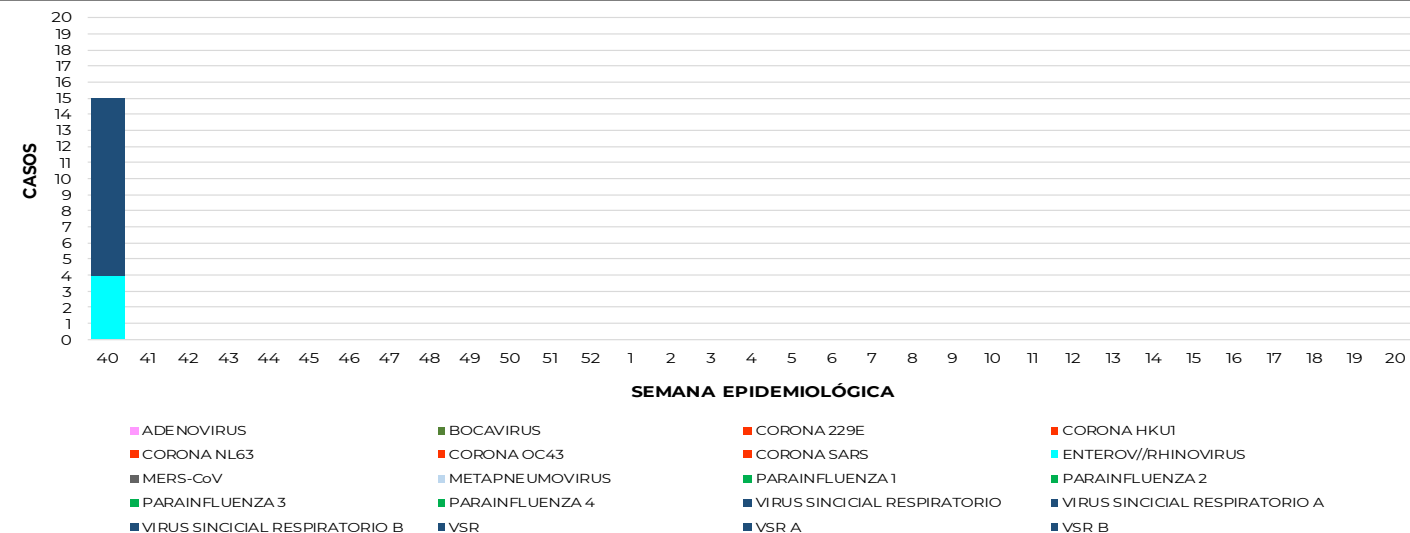 20
19
18
17
16
15
14
13
12
11
10
9
8
7
6
5
4
3
2
1
0
CASOS
40 41 42 43 44 45 46 47 48 49 50 51 52 1 2 3 4 5 6 7 8 9 10 11 12 13 14 15 16 17 18 19 20
SEMANA EPIDEMIOLÓGICA
ADENOVIRUS BOCAVIRUS CORONA 229E CORONA HKU1
CORONA NL63 CORONA OC43 CORONA SARS ENTEROV//RHINOVIRUS
MERS-CoV METAPNEUMOVIRUS PARAINFLUENZA 1 PARAINFLUENZA 2
PARAINFLUENZA 3 PARAINFLUENZA 4 VIRUS SINCICIAL RESPIRATORIO VIRUS SINCICIAL RESPIRATORIO A
VIRUS SINCICIAL RESPIRATORIO B VSR VSR A VSR B